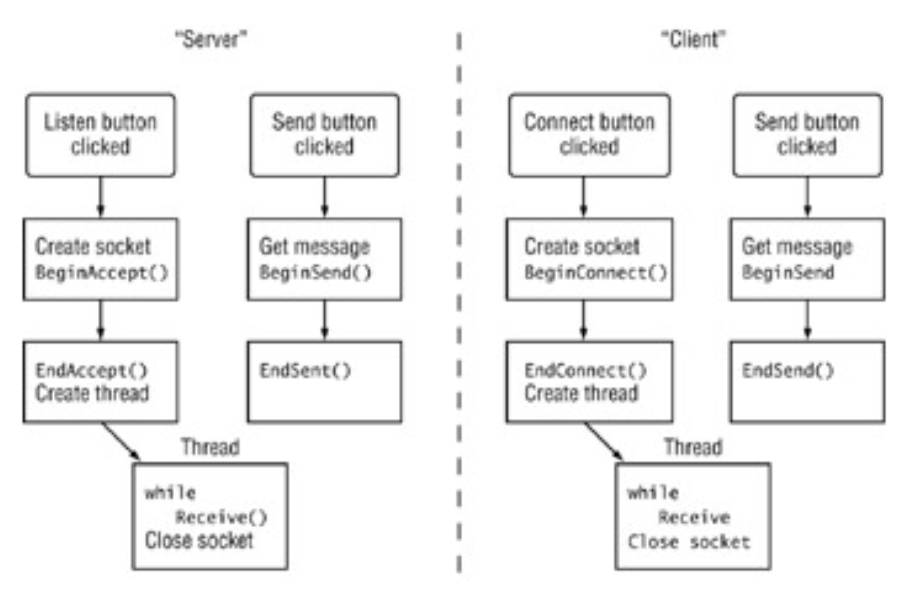 "Server"
Listen button
clicked
Send button
clicked
Create socket
BeginAccept()
Get message
BeginSend()
EndAccept()
Create thread
EndSent()
Thread
while
Receive()
Close socket
"Client"
Connect button
clicked
Send button
clicked
Create socket
BeginConnect()
Get message
BeginSend
EndConnect()
Create thread
EndSend()
Thread
while
Receive
Close socket